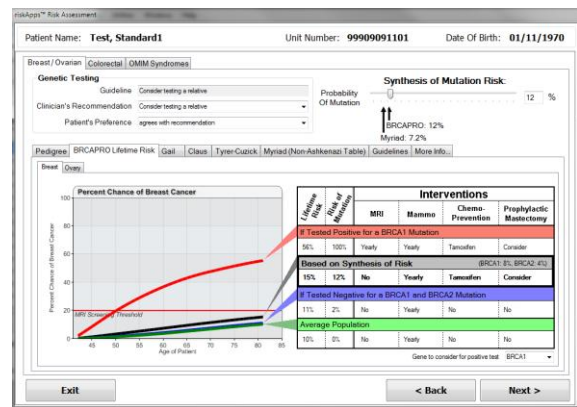 riskApps™ Risk Assessment...
Patient Name: Test, Standard1 Unit Number: 99909091101 Date Of Birth: 01/11/1970
Breast/Ovarian Colorectal OMIM Syndromes
Genetic Testing
Guideline Consider testing a relative
Clinician's Recommendation Consider testing a relative
Patient's Preference agrees with recommendation
Synthesis of Mutation Risk:
Probability Of Mutation 12 %
BRCAPRO: 12%
Myriad: 7.2%
Pedigree BRCAPRO Lifetime Risk Gail Claus Tyrer-Cuzick Myriad (Non-Ashkenazi Table) Guidelines More Info...
Breast Ovary
Percent Chance of Breast Cancer
Percent Chance of Breast Cancer
100
80
60
40
20
0
MRI Screening Threshold
45 50 55 60 65 70 75 80 85
Age of Patient
Interventions
Lifetime Risk Risk of Mutation MRI Mammo Chemo-Prevention Prophylactic Mastectomy
If Tested Positive for a BRCA1 Mutation
56% 100% Yearly Yearly Tamoxifen Consider
Based on Synthesis of Risk (BRCA1: 8%, BRCA2: 4%)
15% 12% No Yearly Tamoxifen Consider
If Tested Negative for a BRCA1 and BRCA2 Mutation
11% 2% No Yearly No No
Average Population
10% 0% No Yearly No No
Gene to consider for positive test BRCA1
Exit < Back Next >